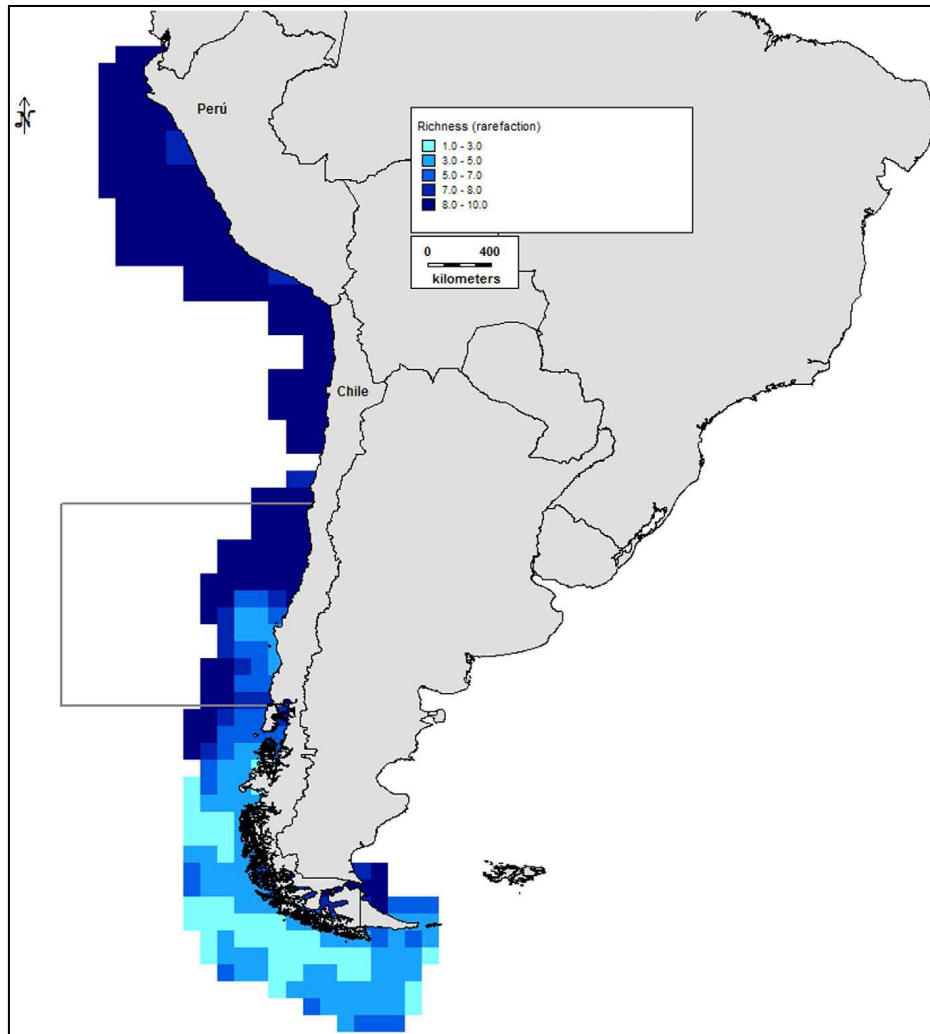 Perú
N
Richness (rarefaction)
1.0 - 3.0
3.0 - 5.0
5.0 - 7.0
7.0 - 8.0
8.0 - 10.0
0 400
kilometers
Chile